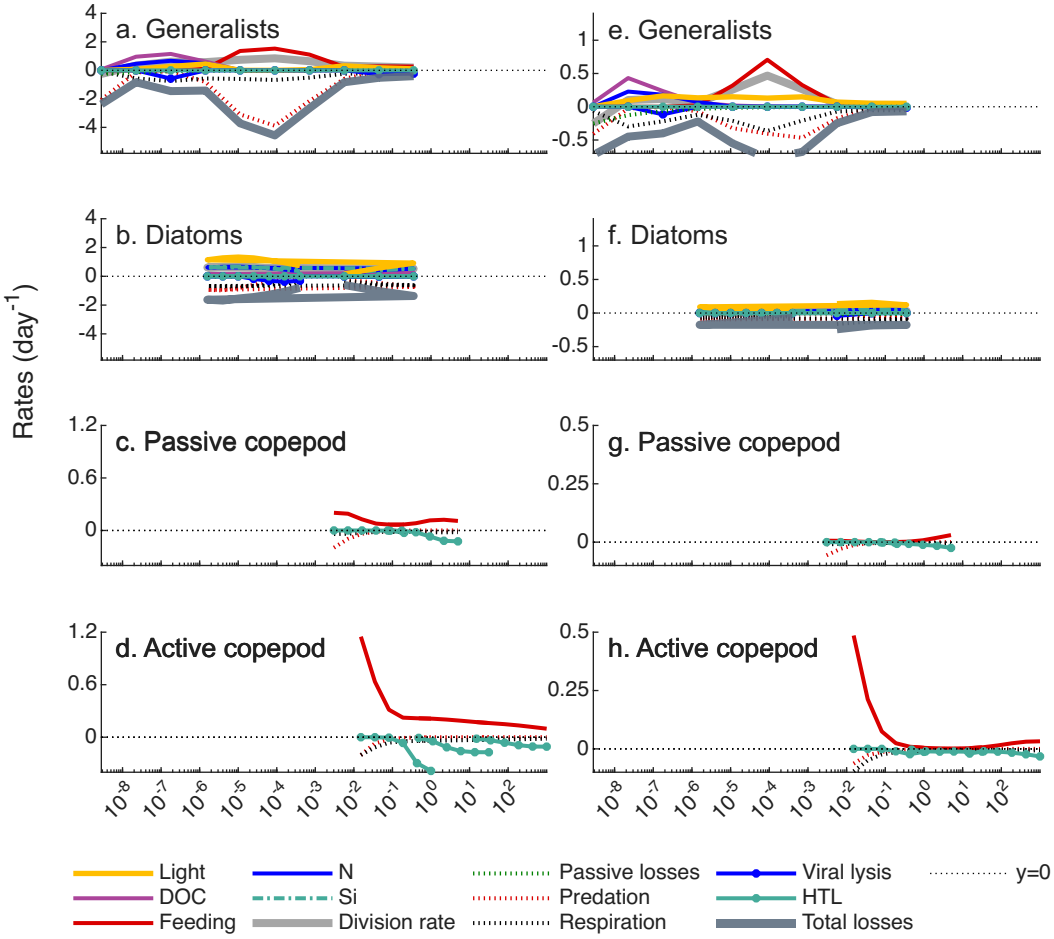 a. Generalists
4
2
0
-2
-4
e. Generalists
1
0.5
0
-0.5
b. Diatoms
4
2
0
-2
-4
f. Diatoms
1
0.5
0
-0.5
Rates (day⁻¹)
c. Passive copepod
1.2
0.6
0
g. Passive copepod
0.5
0.25
0
d. Active copepod
1.2
0.6
0
h. Active copepod
0.5
0.25
0
10⁻⁸ 10⁻⁷ 10⁻⁶ 10⁻⁵ 10⁻⁴ 10⁻³ 10⁻² 10⁻¹ 10⁰ 10¹ 10²
10⁻⁸ 10⁻⁷ 10⁻⁶ 10⁻⁵ 10⁻⁴ 10⁻³ 10⁻² 10⁻¹ 10⁰ 10¹ 10²
Light N Passive losses Viral lysis y=0
DOC Si Predation HTL
Feeding Division rate Respiration Total losses